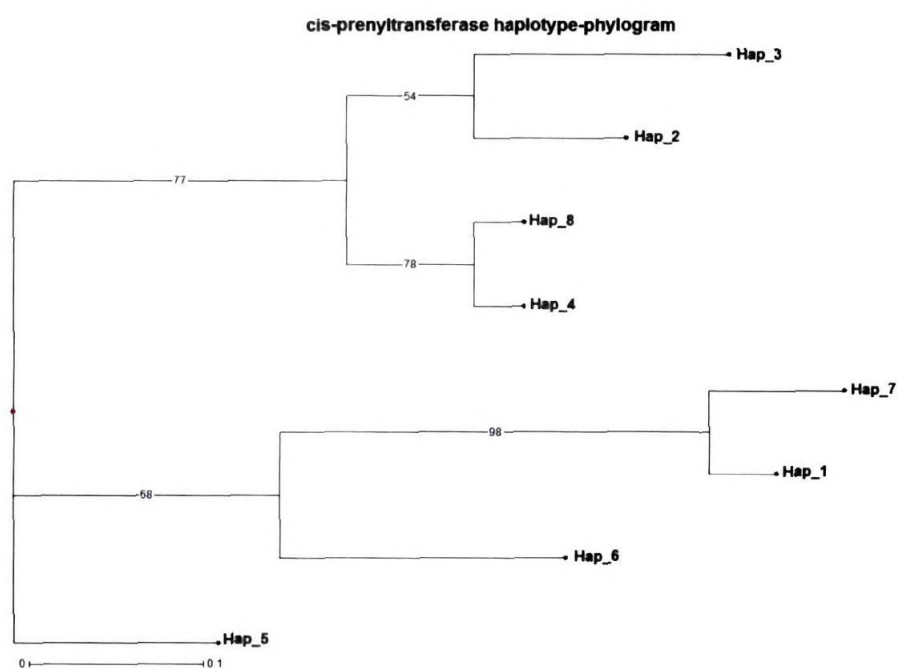 cis-prenyltransferase haplotype-phylogram
Hap_3
54
Hap_2
77
Hap_8
78
Hap_4
Hap_7
98
Hap_1
68
Hap_6
Hap_5
0 0.1